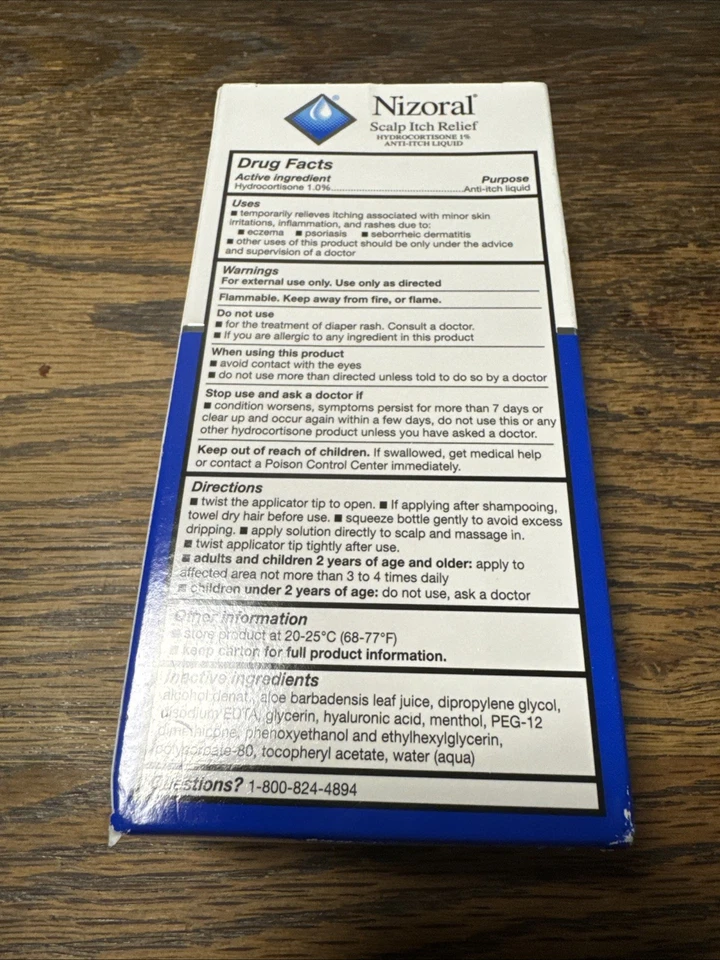 Nizoral®
Scalp Itch Relief
HYDROCORTISONE 1%
ANTI-ITCH LIQUID
Drug Facts
Active ingredient Purpose
Hydrocortisone 1.0%..........................Anti-itch liquid
Uses
■ temporarily relieves itching associated with minor skin
irritations, inflammation, and rashes due to:
■ eczema ■ psoriasis ■ seborrheic dermatitis
■ other uses of this product should be only under the advice
and supervision of a doctor
Warnings
For external use only. Use only as directed
Flammable. Keep away from fire, or flame.
Do not use
■ for the treatment of diaper rash. Consult a doctor.
■ If you are allergic to any ingredient in this product
When using this product
■ avoid contact with the eyes
■ do not use more than directed unless told to do so by a doctor
Stop use and ask a doctor if
■ condition worsens, symptoms persist for more than 7 days or
clear up and occur again within a few days, do not use this or any
other hydrocortisone product unless you have asked a doctor.
Keep out of reach of children. If swallowed, get medical help
or contact a Poison Control Center immediately.
Directions
■ twist the applicator tip to open. ■ If applying after shampooing,
towel dry hair before use. ■ squeeze bottle gently to avoid excess
dripping. ■ apply solution directly to scalp and massage in.
■ twist applicator tip tightly after use.
■ adults and children 2 years of age and older: apply to
affected area not more than 3 to 4 times daily
■ children under 2 years of age: do not use, ask a doctor
Other information
■ store product at 20-25°C (68-77°F)
■ keep carton for full product information.
Inactive ingredients
alcohol denat., aloe barbadensis leaf juice, dipropylene glycol,
disodium EDTA, glycerin, hyaluronic acid, menthol, PEG-12
dimethicone, phenoxyethanol and ethylhexylglycerin,
polysorbate-80, tocopheryl acetate, water (aqua)
Questions? 1-800-824-4894